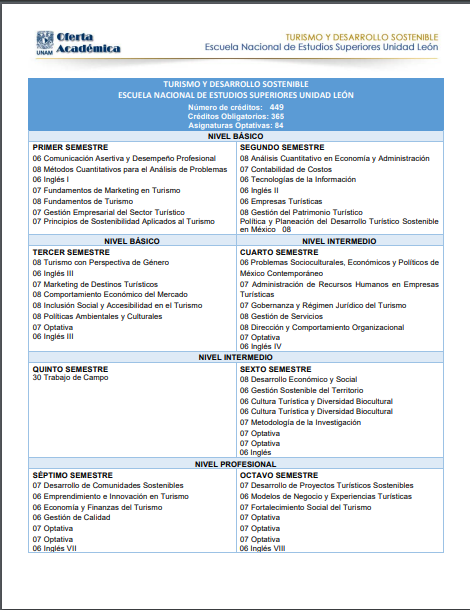 UNAM
Oferta
Académica
TURISMO Y DESARROLLO SOSTENIBLE
Escuela Nacional de Estudios Superiores Unidad León
TURISMO Y DESARROLLO SOSTENIBLE
ESCUELA NACIONAL DE ESTUDIOS SUPERIORES UNIDAD LEÓN
Número de créditos: 449
Créditos Obligatorios: 365
Asignaturas Optativas: 84
NIVEL BÁSICO
PRIMER SEMESTRE
06 Comunicación Asertiva y Desempeño Profesional
08 Métodos Cuantitativos para el Análisis de Problemas
06 Inglés I
07 Fundamentos de Marketing en Turismo
08 Fundamentos de Turismo
07 Gestión Empresarial del Sector Turístico
07 Principios de Sostenibilidad Aplicados al Turismo
SEGUNDO SEMESTRE
08 Análisis Cuantitativo en Economía y Administración
07 Contabilidad de Costos
06 Tecnologías de la Información
06 Inglés II
06 Empresas Turísticas
08 Gestión del Patrimonio Turístico
Política y Planeación del Desarrollo Turístico Sostenible
en México 08
NIVEL BÁSICO
NIVEL INTERMEDIO
TERCER SEMESTRE
08 Turismo con Perspectiva de Género
06 Inglés III
07 Marketing de Destinos Turísticos
08 Comportamiento Económico del Mercado
08 Inclusión Social y Accesibilidad en el Turismo
08 Políticas Ambientales y Culturales
07 Optativa
06 Inglés III
CUARTO SEMESTRE
06 Problemas Socioculturales, Económicos y Políticos de
México Contemporáneo
07 Administración de Recursos Humanos en Empresas
Turísticas
07 Gobernanza y Régimen Jurídico del Turismo
08 Gestión de Servicios
08 Dirección y Comportamiento Organizacional
07 Optativa
06 Inglés IV
NIVEL INTERMEDIO
QUINTO SEMESTRE
30 Trabajo de Campo
SEXTO SEMESTRE
08 Desarrollo Económico y Social
06 Gestión Sostenible del Territorio
06 Cultura Turística y Diversidad Biocultural
06 Cultura Turística y Diversidad Biocultural
07 Metodología de la Investigación
07 Optativa
07 Optativa
06 Inglés
NIVEL PROFESIONAL
SÉPTIMO SEMESTRE
07 Desarrollo de Comunidades Sostenibles
06 Emprendimiento e Innovación en Turismo
06 Economía y Finanzas del Turismo
06 Gestión de Calidad
07 Optativa
07 Optativa
06 Inglés VII
OCTAVO SEMESTRE
07 Desarrollo de Proyectos Turísticos Sostenibles
06 Modelos de Negocio y Experiencias Turísticas
07 Fortalecimiento Social del Turismo
07 Optativa
07 Optativa
07 Optativa
06 Inglés VIII